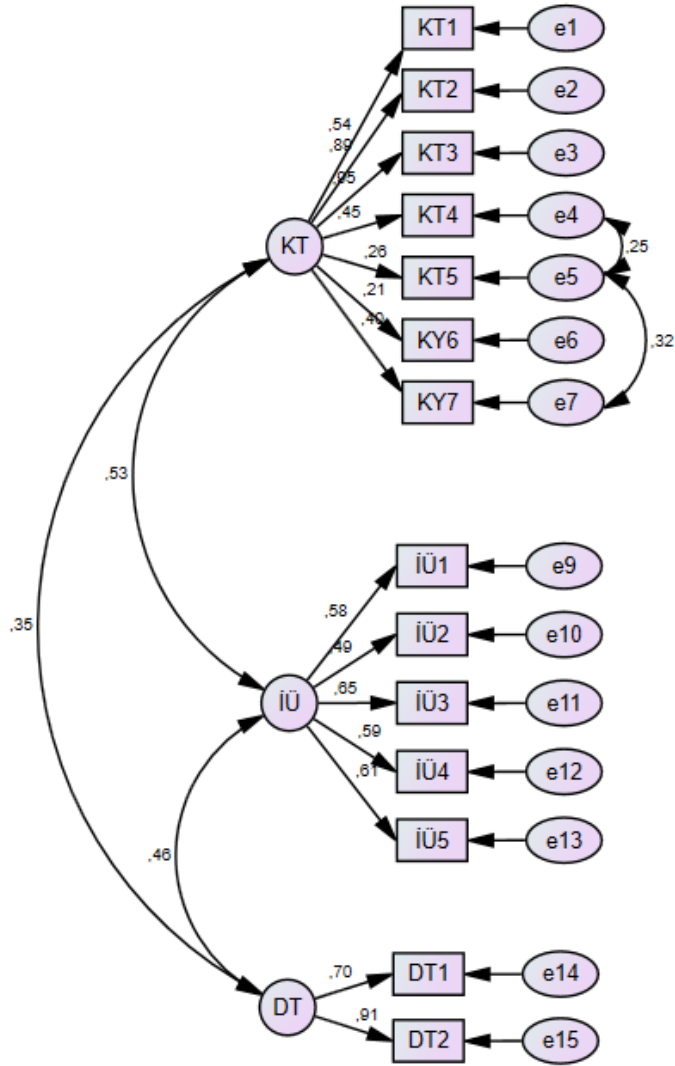 KT1 e1
KT2 e2
,54
,89
KT3 e3
,95
,45
KT4 e4
KT
,25
,26
KT5 e5
,21
,40
KY6 e6
,32
KY7 e7
,53
İÜ1 e9
,58
,35
İÜ2 e10
,49
,65
İÜ İÜ3 e11
,59
,61
İÜ4 e12
İÜ5 e13
,46
,70
DT1 e14
DT
,91
DT2 e15